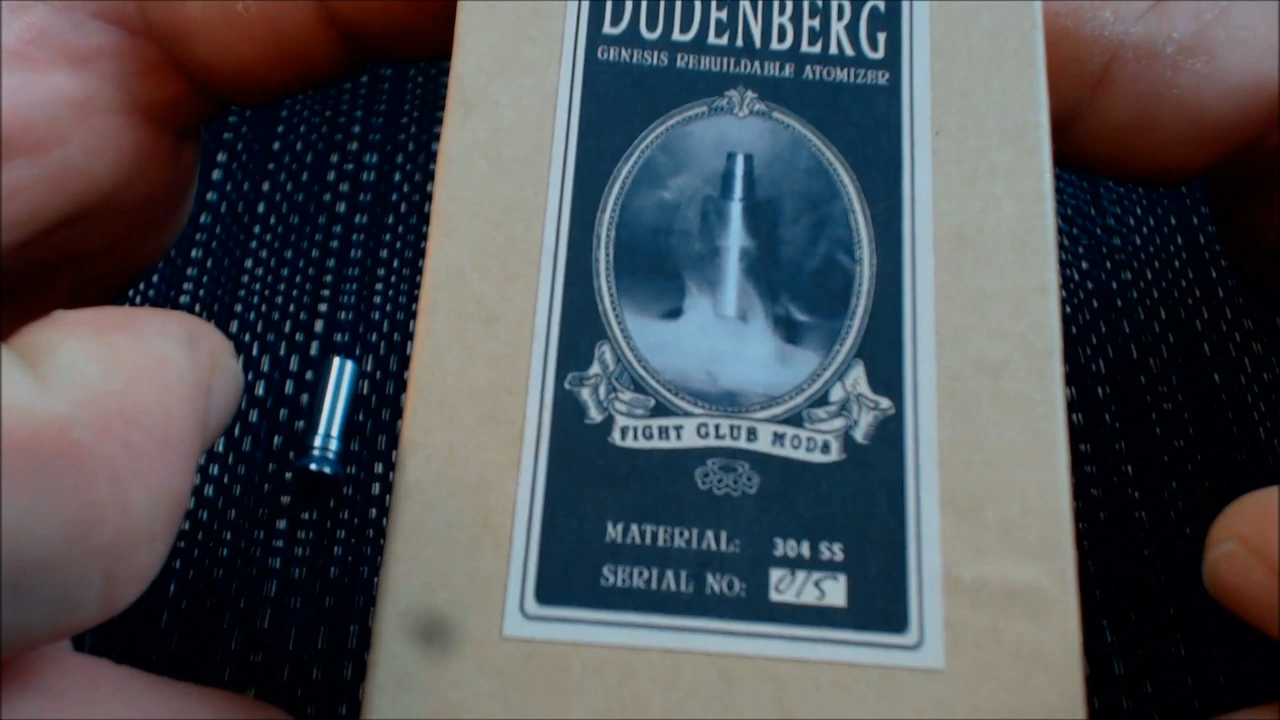 DUDENBERG
GENESIS REBUILDABLE ATOMIZER
FIGHT CLUB MODS
MATERIAL: 304 SS
SERIAL NO: 015